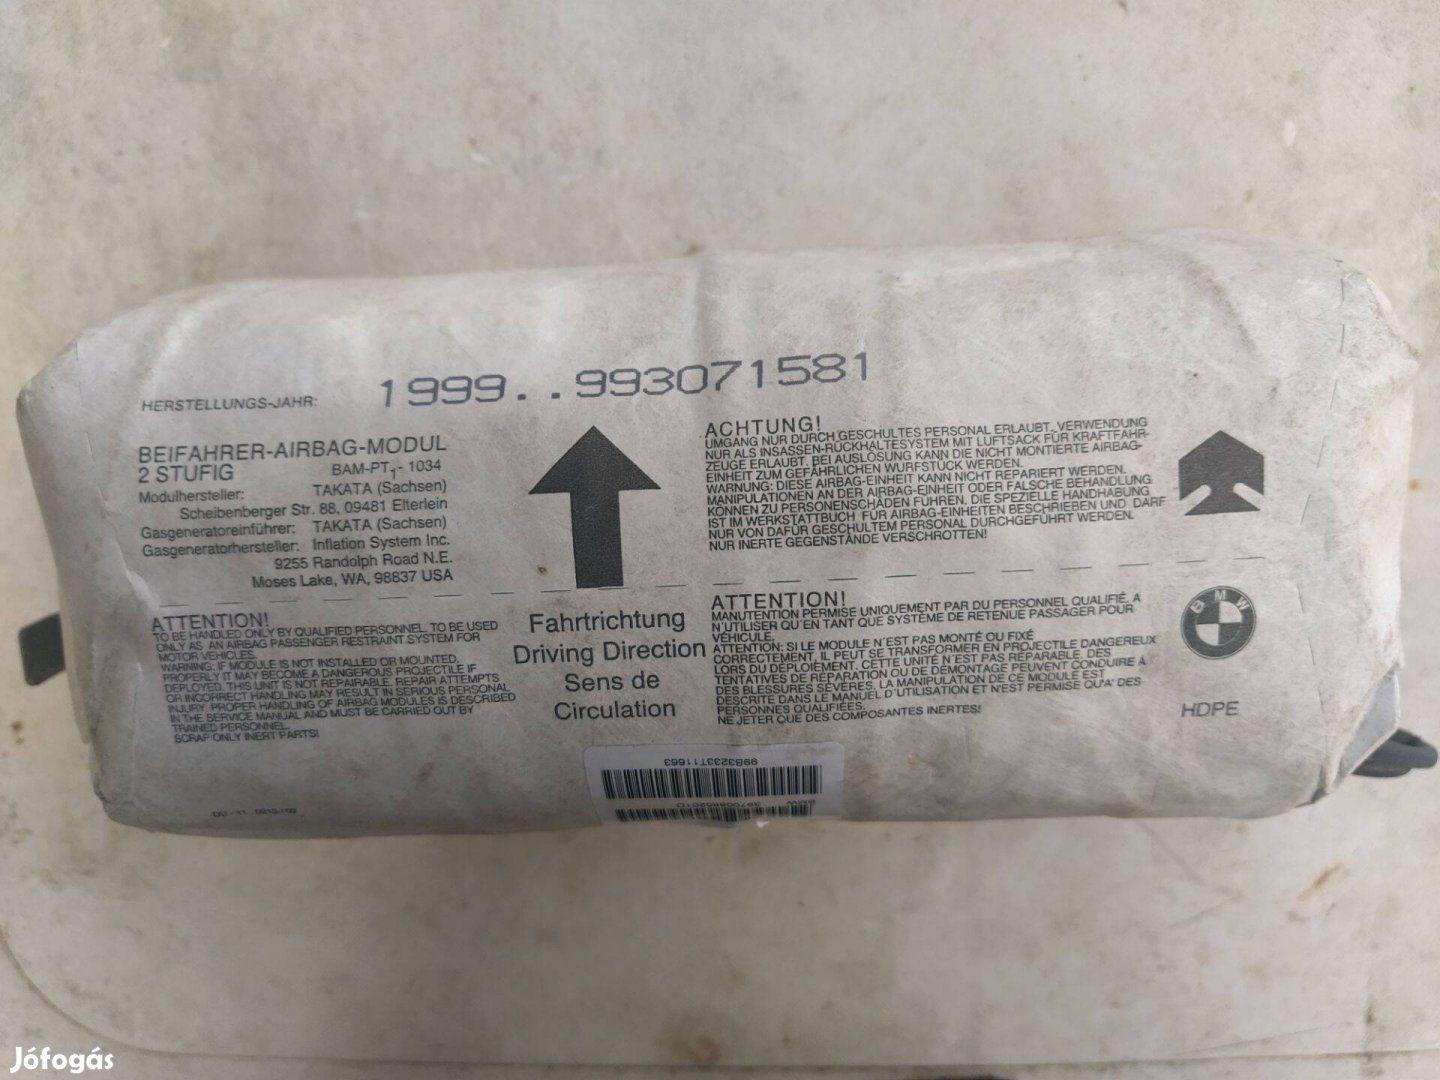 HERSTELLUNGS-JAHR: 1999..993071581
BEIFAHRER-AIRBAG-MODUL
2 STUFIG BAM-PT1-1034
Modulhersteller: TAKATA (Sachsen)
Scheibenberger Str. 88, 09481 Elterlein
Gasgeneratoreinführer: TAKATA (Sachsen)
Gasgeneratorhersteller: Inflation System Inc.
9255 Randolph Road N.E.
Moses Lake, WA, 98837 USA
ACHTUNG!
UMGANG NUR DURCH GESCHULTES PERSONAL ERLAUBT. VERWENDUNG
NUR ALS INSASSEN-RÜCKHALTESYSTEM MIT LUFTSACK FÜR KRAFTFAHR-
ZEUGE ERLAUBT. BEI AUSLÖSUNG KANN DIE NICHT MONTIERTE AIRBAG-
EINHEIT ZUM GEFÄHRLICHEN WURFSTÜCK WERDEN.
WARNUNG: DIESE AIRBAG-EINHEIT KANN NICHT REPARIERT WERDEN.
MANIPULATIONEN AN DER AIRBAG-EINHEIT ODER FALSCHE BEHANDLUNG
KÖNNEN ZU PERSONENSCHÄDEN FÜHREN. DIE SPEZIELLE HANDHABUNG
IST IM WERKSTATTBUCH FÜR AIRBAG-EINHEITEN BESCHRIEBEN UND DARF
NUR VON DAFÜR GESCHULTEM PERSONAL DURCHGEFÜHRT WERDEN.
NUR INERTE GEGENSTÄNDE VERSCHROTTEN!
ATTENTION!
TO BE HANDLED ONLY BY QUALIFIED PERSONNEL. TO BE USED
ONLY AS AN AIRBAG PASSENGER RESTRAINT SYSTEM FOR
MOTOR VEHICLES.
WARNING: IF MODULE IS NOT INSTALLED OR MOUNTED
PROPERLY IT MAY BECOME A DANGEROUS PROJECTILE IF
DEPLOYED. THIS UNIT IS NOT REPAIRABLE. REPAIR ATTEMPTS
OR INCORRECT HANDLING MAY RESULT IN SERIOUS PERSONAL
INJURY. PROPER HANDLING OF AIRBAG MODULES IS DESCRIBED
IN THE SERVICE MANUAL AND MUST BE CARRIED OUT BY
TRAINED PERSONNEL.
SCRAP ONLY INERT PARTS!
Fahrtrichtung
Driving Direction
Sens de
Circulation
ATTENTION!
MANUTENTION PERMISE UNIQUEMENT PAR DU PERSONNEL QUALIFIÉ. A
N'UTILISER QU'EN TANT QUE SYSTÈME DE RETENUE PASSAGER POUR
VÉHICULE.
ATTENTION: SI LE MODULE N'EST PAS MONTÉ OU FIXÉ
CORRECTEMENT, IL PEUT SE TRANSFORMER EN PROJECTILE DANGEREUX
LORS DU DÉPLOIEMENT. CETTE UNITÉ N'EST PAS RÉPARABLE. DES
TENTATIVES DE RÉPARATION OU DE DÉMONTAGE PEUVENT CONDUIRE À
DES BLESSURES SÉVÈRES. LA MANIPULATION DE CE MODULE EST
DESCRITE DANS LE MANUEL D'UTILISATION ET N'EST PERMISE QU'A' DES
PERSONNES QUALIFIÉES.
NE JETER QUE DES COMPOSANTES INERTES!
BMW
HDPE
99B3233T11663
BMW
Jófogás